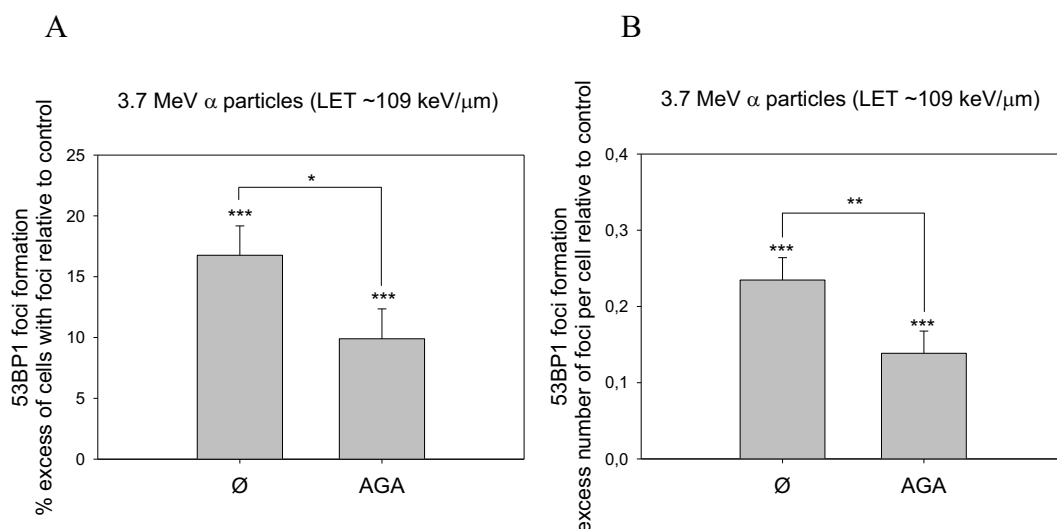 A
3.7 MeV α particles (LET ~109 keV/μm)
53BP1 foci formation
% excess of cells with foci relative to control
25
20
15
10
5
0
*
***
***
Ø
AGA
B
3.7 MeV α particles (LET ~109 keV/μm)
53BP1 foci formation
excess number of foci per cell relative to control
0,4
0,3
0,2
0,1
0,0
**
***
***
Ø
AGA